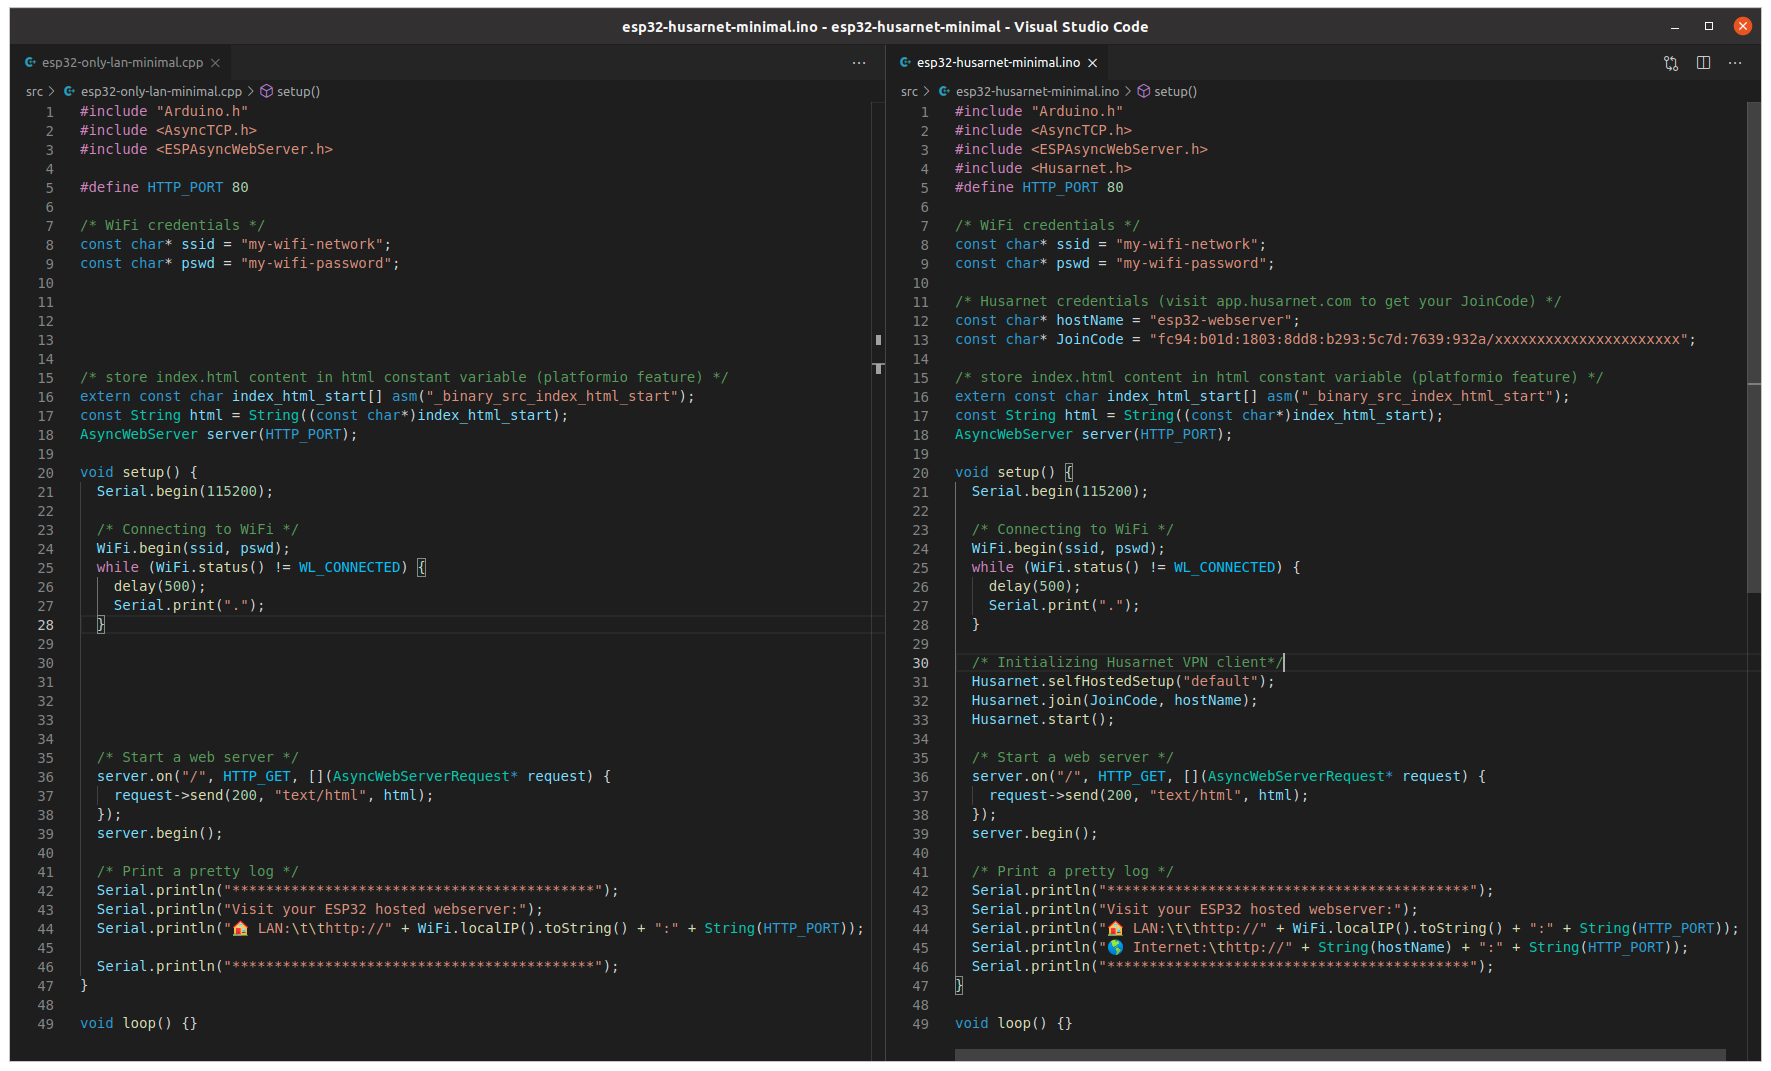 esp32-husarnet-minimal.ino - esp32-husarnet-minimal - Visual Studio Code
esp32-only-lan-minimal.cpp
src > esp32-only-lan-minimal.cpp > setup()
1 #include "Arduino.h"
2 #include <AsyncTCP.h>
3 #include <ESPAsyncWebServer.h>
4
5 #define HTTP_PORT 80
6
7 /* WiFi credentials */
8 const char* ssid = "my-wifi-network";
9 const char* pswd = "my-wifi-password";
10
11
12
13
14
15 /* store index.html content in html constant variable (platformio feature) */
16 extern const char index_html_start[] asm("_binary_src_index_html_start");
17 const String html = String((const char*)index_html_start);
18 AsyncWebServer server(HTTP_PORT);
19
20 void setup() {
21   Serial.begin(115200);
22
23   /* Connecting to WiFi */
24   WiFi.begin(ssid, pswd);
25   while (WiFi.status() != WL_CONNECTED) {
26     delay(500);
27     Serial.print(".");
28   }
29
30
31
32
33
34
35   /* Start a web server */
36   server.on("/", HTTP_GET, [](AsyncWebServerRequest* request) {
37     request->send(200, "text/html", html);
38   });
39   server.begin();
40
41   /* Print a pretty log */
42   Serial.println("*******************************************");
43   Serial.println("Visit your ESP32 hosted webserver:");
44   Serial.println("🏠 LAN:\t\thttp://" + WiFi.localIP().toString() + ":" + String(HTTP_PORT));
45
46   Serial.println("*******************************************");
47 }
48
49 void loop() {}
esp32-husarnet-minimal.ino
src > esp32-husarnet-minimal.ino > setup()
1 #include "Arduino.h"
2 #include <AsyncTCP.h>
3 #include <ESPAsyncWebServer.h>
4 #include <Husarnet.h>
5 #define HTTP_PORT 80
6
7 /* WiFi credentials */
8 const char* ssid = "my-wifi-network";
9 const char* pswd = "my-wifi-password";
10
11 /* Husarnet credentials (visit app.husarnet.com to get your JoinCode) */
12 const char* hostName = "esp32-webserver";
13 const char* JoinCode = "fc94:b01d:1803:8dd8:b293:5c7d:7639:932a/xxxxxxxxxxxxxxxxxxxxxx";
14
15 /* store index.html content in html constant variable (platformio feature) */
16 extern const char index_html_start[] asm("_binary_src_index_html_start");
17 const String html = String((const char*)index_html_start);
18 AsyncWebServer server(HTTP_PORT);
19
20 void setup() {
21   Serial.begin(115200);
22
23   /* Connecting to WiFi */
24   WiFi.begin(ssid, pswd);
25   while (WiFi.status() != WL_CONNECTED) {
26     delay(500);
27     Serial.print(".");
28   }
29
30   /* Initializing Husarnet VPN client*/
31   Husarnet.selfHostedSetup("default");
32   Husarnet.join(JoinCode, hostName);
33   Husarnet.start();
34
35   /* Start a web server */
36   server.on("/", HTTP_GET, [](AsyncWebServerRequest* request) {
37     request->send(200, "text/html", html);
38   });
39   server.begin();
40
41   /* Print a pretty log */
42   Serial.println("*******************************************");
43   Serial.println("Visit your ESP32 hosted webserver:");
44   Serial.println("🏠 LAN:\t\thttp://" + WiFi.localIP().toString() + ":" + String(HTTP_PORT));
45   Serial.println("🌎 Internet:\thttp://" + String(hostName) + ":" + String(HTTP_PORT));
46   Serial.println("*******************************************");
47 }
48
49 void loop() {}